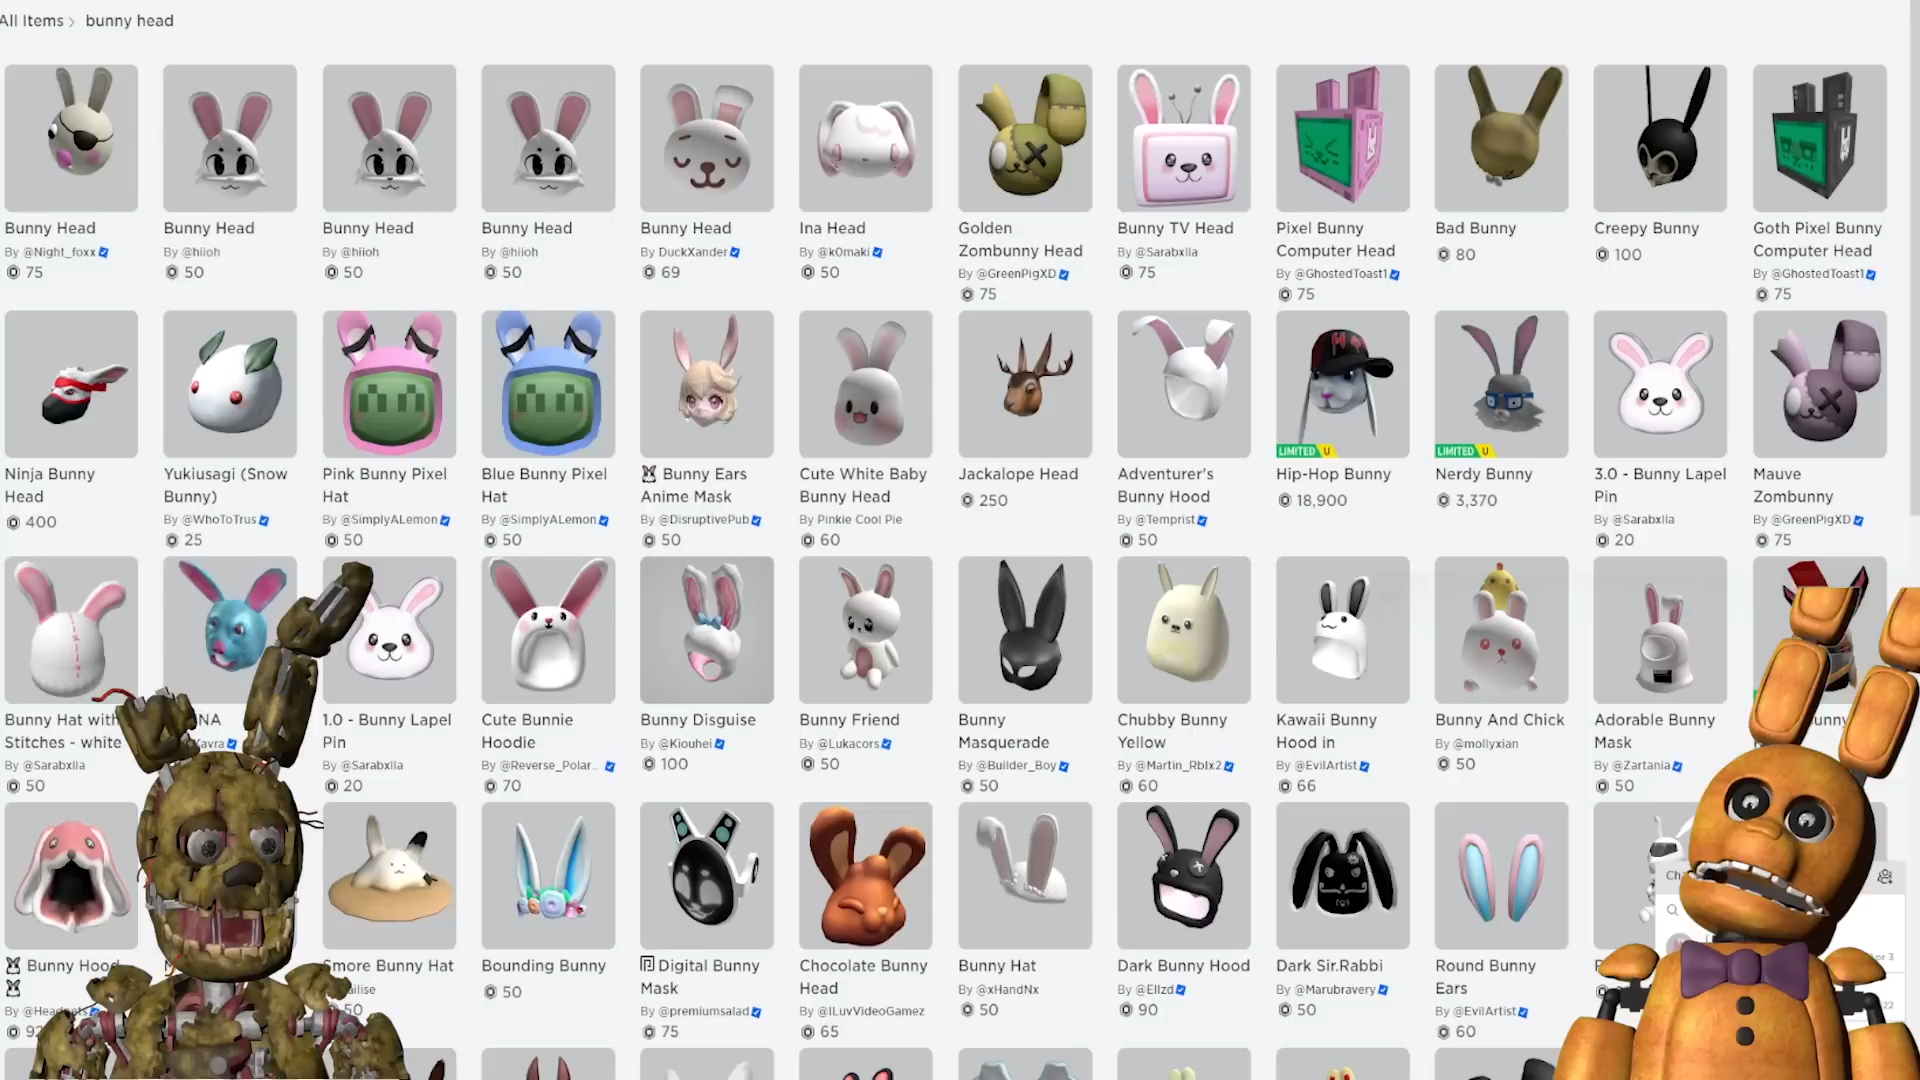 All Items > bunny head
Bunny Head
By @Night_foxx
75
Bunny Head
By @hiioh
50
Bunny Head
By @hiioh
50
Bunny Head
By @hiioh
50
Bunny Head
By DuckXander
69
Ina Head
By @k0maki
50
Golden
Zombunny Head
By @GreenPigXD
75
Bunny TV Head
By @Sarabxlla
75
Pixel Bunny
Computer Head
By @GhostedToast1
75
Bad Bunny
80
Creepy Bunny
100
Goth Pixel Bunny
Computer Head
By @GhostedToast1
75
Ninja Bunny
Head
400
Yukiusagi (Snow
Bunny)
By @WhoToTrus
25
Pink Bunny Pixel
Hat
By @SimplyALemon
50
Blue Bunny Pixel
Hat
By @SimplyALemon
50
Bunny Ears
Anime Mask
By @DisruptivePub
50
Cute White Baby
Bunny Head
By Pinkie Cool Pie
60
Jackalope Head
250
Adventurer's
Bunny Hood
By @Temprist
50
LIMITED U
Hip-Hop Bunny
18,900
LIMITED U
Nerdy Bunny
3,370
3.0 - Bunny Lapel
Pin
By @Sarabxlla
20
Mauve
Zombunny
By @GreenPigXD
75
Bunny Hat with
Stitches - white
By @Sarabxlla
50
NA
1.0 - Bunny Lapel
Pin
By @Sarabxlla
20
Cute Bunnie
Hoodie
By @Reverse_Polar...
70
Bunny Disguise
By @Kiouhei
100
Bunny Friend
By @Lukacors
50
Bunny
Masquerade
By @Builder_Boy
50
Chubby Bunny
Yellow
By @Martin_Rblx2
60
Kawaii Bunny
Hood in
By @EvilArtist
66
Bunny And Chick
By @mollyxian
50
Adorable Bunny
Mask
By @Zartania
50
Bunny Hood
By
92
Smore Bunny Hat
50
Bounding Bunny
50
Digital Bunny
Mask
By @premiumsalad
75
Chocolate Bunny
Head
By @ILuvVideoGamez
65
Bunny Hat
By @xHandNx
50
Dark Bunny Hood
By @Ellzd
90
Dark Sir.Rabbi
By @Marubravery
50
Round Bunny
Ears
By @EvilArtist
60